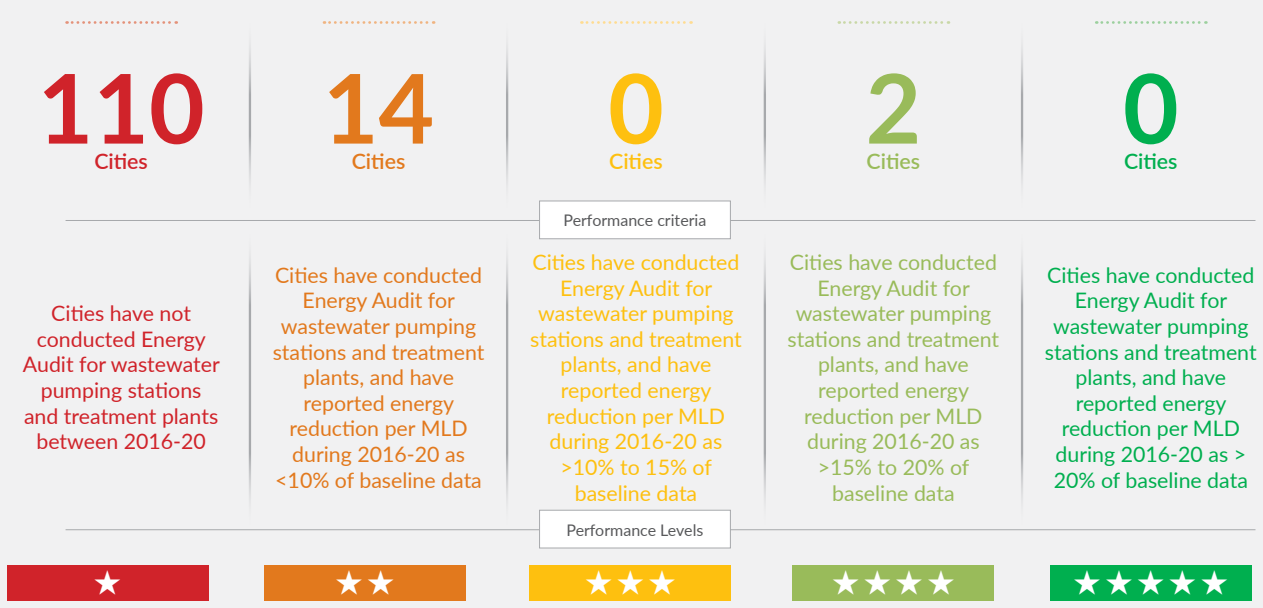 110
Cities
14
Cities
0
Cities
2
Cities
0
Cities
Performance criteria
Cities have not
conducted Energy
Audit for wastewater
pumping stations
and treatment plants
between 2016-20
Cities have conducted
Energy Audit for
wastewater pumping
stations and treatment
plants, and have
reported energy
reduction per MLD
during 2016-20 as
<10% of baseline data
Cities have conducted
Energy Audit for
wastewater pumping
stations and treatment
plants, and have
reported energy
reduction per MLD
during 2016-20 as
>10% to 15% of
baseline data
Cities have conducted
Energy Audit for
wastewater pumping
stations and treatment
plants, and have
reported energy
reduction per MLD
during 2016-20 as
>15% to 20% of
baseline data
Cities have conducted
Energy Audit for
wastewater pumping
stations and treatment
plants, and have
reported energy
reduction per MLD
during 2016-20 as >
20% of baseline data
Performance Levels